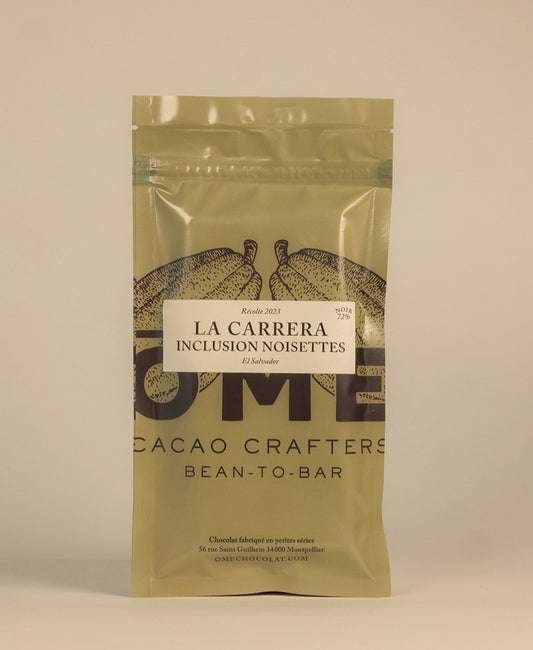 Récolte 2023
NOIR
72%
LA CARRERA
INCLUSION NOISETTES
El Salvador
OME
CACAO CRAFTERS
BEAN-TO-BAR
Chocolat fabriqué en petites séries
56 rue Saint Guilhem 34000 Montpellier
OMECHOCOLAT.COM